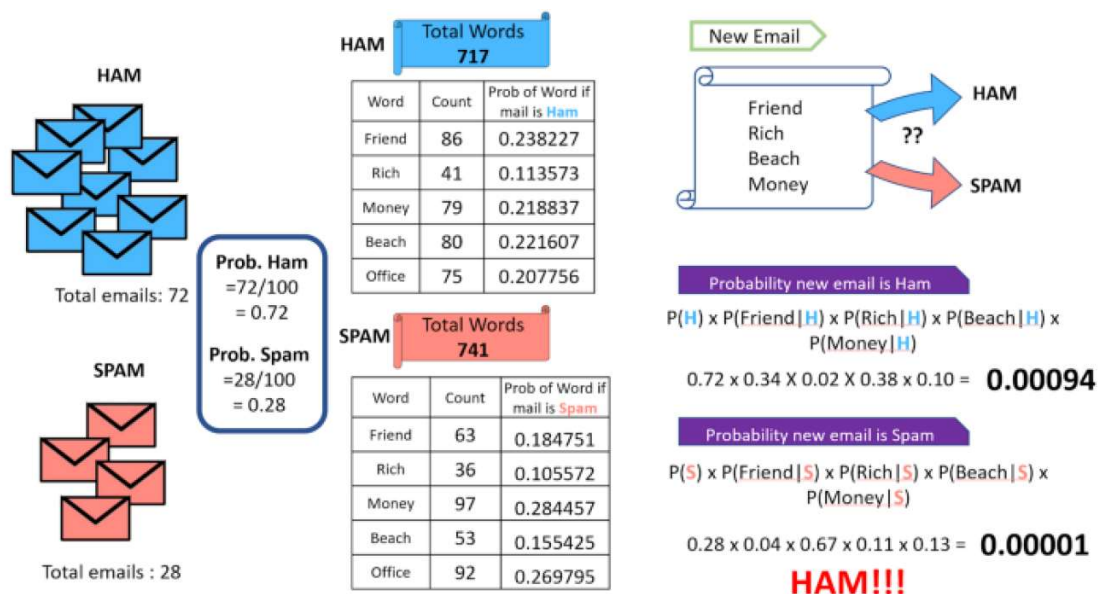 HAM
Total emails: 72
SPAM
Total emails : 28
Prob. Ham
=72/100
= 0.72
Prob. Spam
=28/100
= 0.28
HAM
Total Words
717
Word Count Prob of Word if mail is Ham
Friend 86 0.238227
Rich 41 0.113573
Money 79 0.218837
Beach 80 0.221607
Office 75 0.207756
SPAM
Total Words
741
Word Count Prob of Word if mail is Spam
Friend 63 0.184751
Rich 36 0.105572
Money 97 0.284457
Beach 53 0.155425
Office 92 0.269795
New Email
Friend
Rich
Beach
Money
HAM
??
SPAM
Probability new email is Ham
P(H) x P(Friend|H) x P(Rich|H) x P(Beach|H) x
P(Money|H)
0.72 x 0.34 X 0.02 X 0.38 x 0.10 = 0.00094
Probability new email is Spam
P(S) x P(Friend|S) x P(Rich|S) x P(Beach|S) x
P(Money|S)
0.28 x 0.04 x 0.67 x 0.11 x 0.13 = 0.00001
HAM!!!